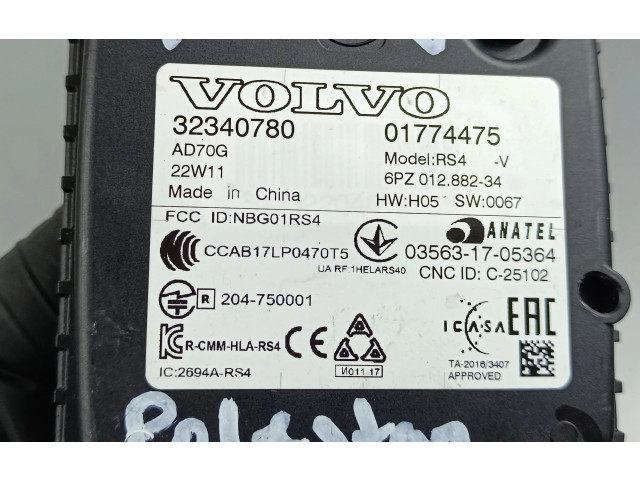 VOLVO
32340780 01774475
AD70G Model:RS4 -V
22W11 6PZ 012.882-34
Made in China HW:H05 SW:0067
FCC ID:NBG01RS4
ANATEL
CCAB17LP0470T5 03563-17-05364
UA RF 1HELARS40 CNC ID: C-25102
R 204-750001
ICASA EAC
R-CMM-HLA-RS4
TA-2016/3407
APPROVED
IC:2694A-RS4 И011-17